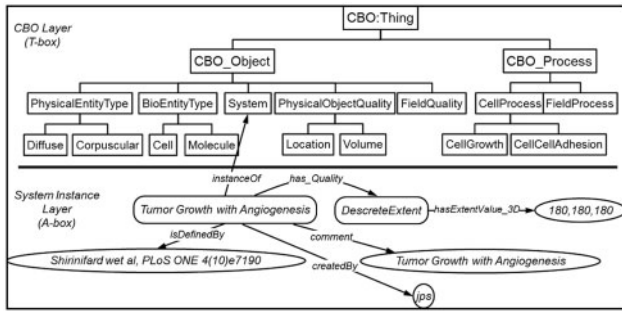 CBO Layer
(T-box)
CBO:Thing
CBO_Object
CBO_Process
PhysicalEntityType
BioEntityType
System
PhysicalObjectQuality
FieldQuality
CellProcess
FieldProcess
Diffuse
Corpuscular
Cell
Molecule
Location
Volume
CellGrowth
CellCellAdhesion
System Instance
Layer
(A-box)
instanceOf
has_Quality
Tumor Growth with Angiogenesis
DiscreteExtent
hasExtentValue_3D
180,180,180
isDefinedBy
comment
createdBy
Shirinifard wet al, PLoS ONE 4(10)e7190
Tumor Growth with Angiogenesis
jps